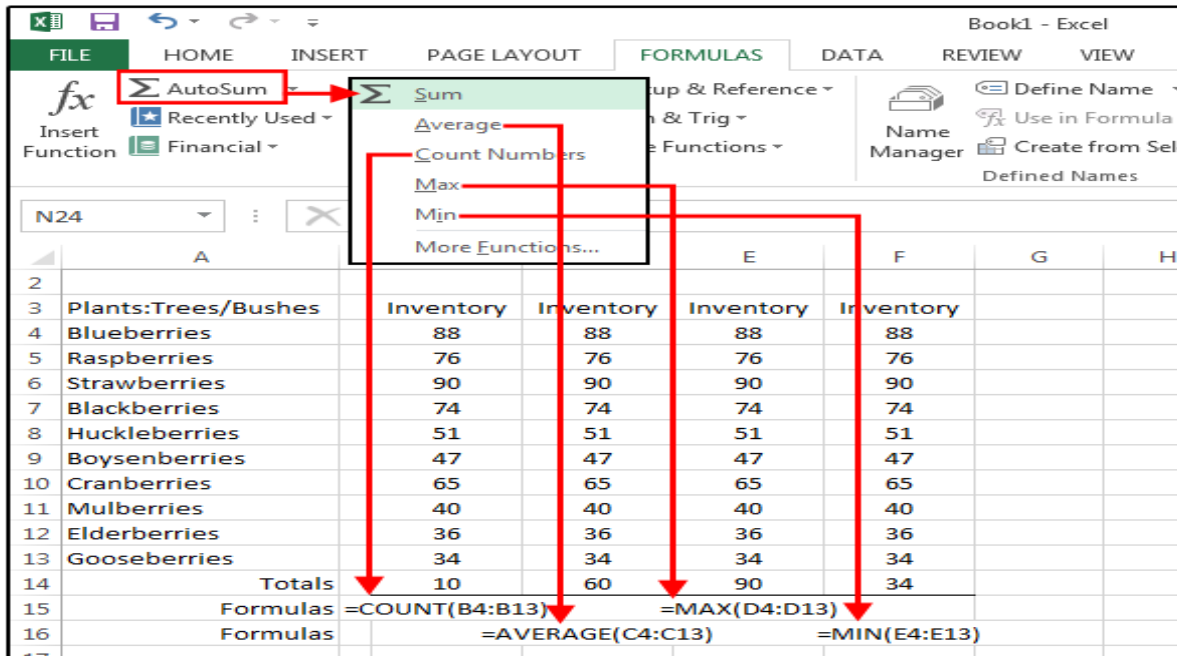 Book1 - Excel
FILE HOME INSERT PAGE LAYOUT FORMULAS DATA REVIEW VIEW
fx Insert Function
Σ AutoSum
Recently Used
Financial
Σ Sum
Average
Count Numbers
Max
Min
More Functions...
& Reference
& Trig
Functions
Name Manager
Define Name
Use in Formula
Create from
Defined Names
N24
A E F G H
2
3 Plants:Trees/Bushes Inventory Inventory Inventory Inventory
4 Blueberries 88 88 88 88
5 Raspberries 76 76 76 76
6 Strawberries 90 90 90 90
7 Blackberries 74 74 74 74
8 Huckleberries 51 51 51 51
9 Boysenberries 47 47 47 47
10 Cranberries 65 65 65 65
11 Mulberries 40 40 40 40
12 Elderberries 36 36 36 36
13 Gooseberries 34 34 34 34
14 Totals 10 60 90 34
15 Formulas =COUNT(B4:B13) =MAX(D4:D13)
16 Formulas =AVERAGE(C4:C13) =MIN(E4:E13)